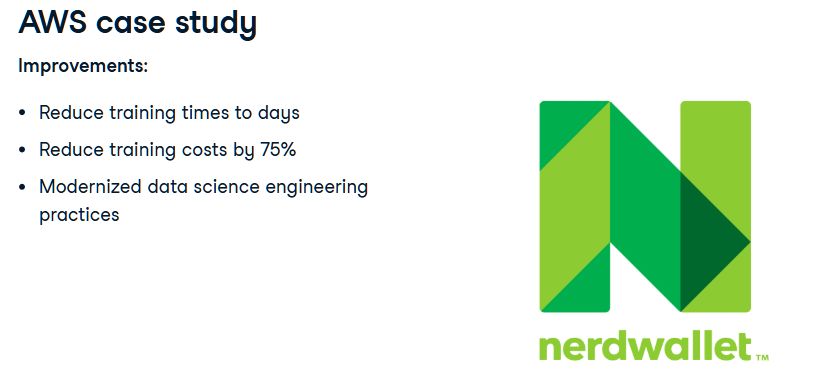 AWS case study
Improvements:
• Reduce training times to days
• Reduce training costs by 75%
• Modernized data science engineering
practices
nerdwallet™